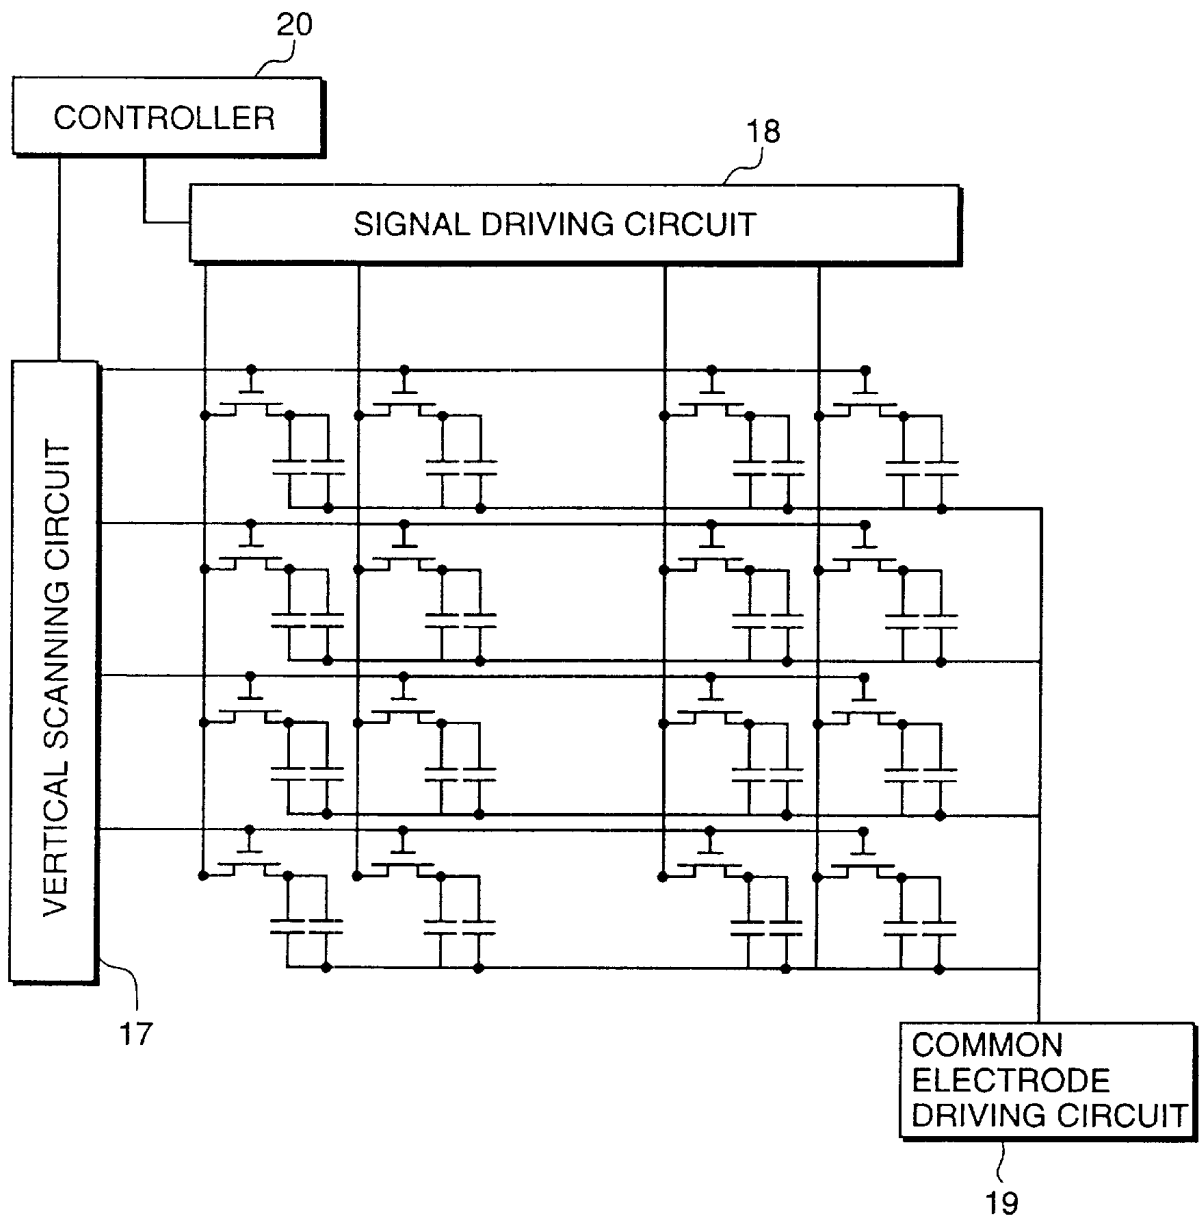 20
CONTROLLER
18
SIGNAL DRIVING CIRCUIT
VERTICAL SCANNING CIRCUIT
17
COMMON
ELECTRODE
DRIVING CIRCUIT
19